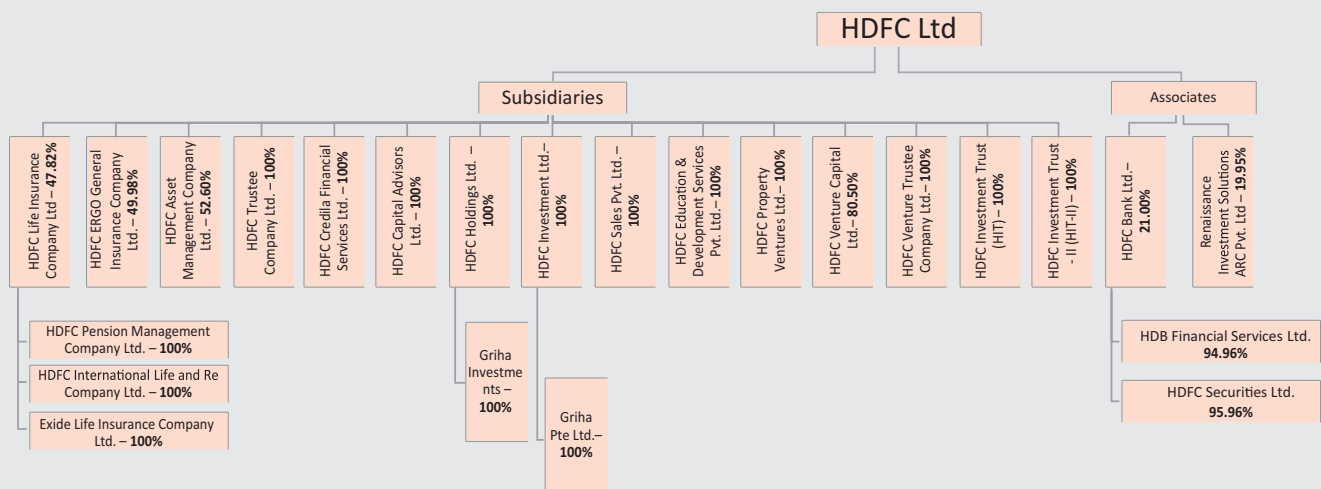 HDFC Ltd
Subsidiaries
Associates
HDFC Life Insurance
Company Ltd – 47.82%
HDFC ERGO General
Insurance Company
Ltd. – 49.98%
HDFC Asset
Management Company
Ltd. – 52.60%
HDFC Trustee
Company Ltd. – 100%
HDFC Credila Financial
Services Ltd. – 100%
HDFC Capital Advisors
Ltd. – 100%
HDFC Holdings Ltd. –
100%
HDFC Investment Ltd.–
100%
HDFC Sales Pvt. Ltd. –
100%
HDFC Education &
Development Services
Pvt. Ltd.– 100%
HDFC Property
Ventures Ltd.– 100%
HDFC Venture Capital
Ltd.– 80.50%
HDFC Venture Trustee
Company Ltd.– 100%
HDFC Investment Trust
(HIT) – 100%
HDFC Investment Trust
- II (HIT-II) – 100%
HDFC Bank Ltd.–
21.00%
Renaissance
Investment Solutions
ARC Pvt. Ltd – 19.95%
HDFC Pension Management
Company Ltd. – 100%
HDFC International Life and Re
Company Ltd. – 100%
Exide Life Insurance Company
Ltd. – 100%
Griha
Investme
nts –
100%
Griha
Pte Ltd.–
100%
HDB Financial Services Ltd.
94.96%
HDFC Securities Ltd.
95.96%